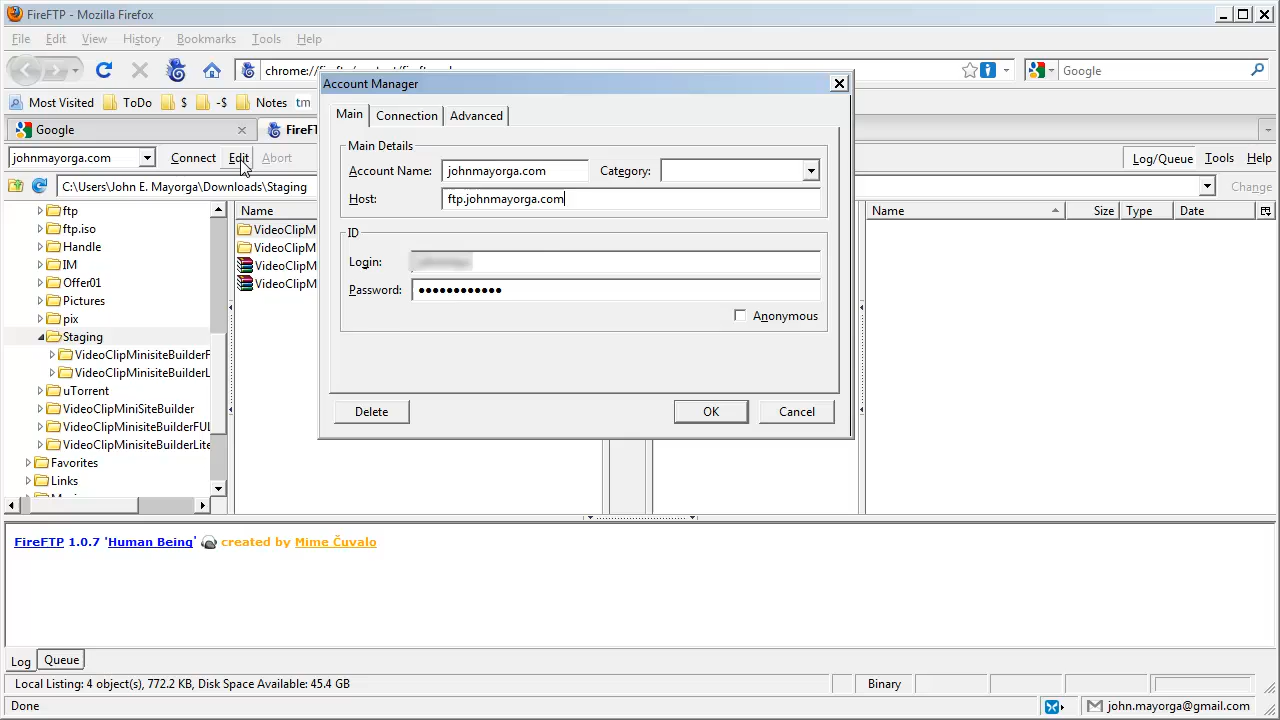 FireFTP - Mozilla Firefox
File Edit View History Bookmarks Tools Help
Google
Most Visited ToDo $ -$ Notes tm
Google
johnmayorga.com Connect Edit Abort Log/Queue Tools Help
C:\Users\John E. Mayorga\Downloads\Staging Change
Account Manager
Main Connection Advanced
Main Details
Account Name: johnmayorga.com Category:
Host: ftp.johnmayorga.com
ID
Login:
Password: ●●●●●●●●●●●●
Anonymous
Delete OK Cancel
ftp
ftp.iso
Handle
IM
Offer01
Pictures
pix
Staging
VideoClipMinisiteBuilderF
VideoClipMinisiteBuilderL
uTorrent
VideoClipMiniSiteBuilder
VideoClipMinisiteBuilderFUL
VideoClipMinisiteBuilderLite
Favorites
Links
Name
VideoClipM
VideoClipM
VideoClipM
VideoClipM
Name Size Type Date
FireFTP 1.0.7 'Human Being' created by Mime Čuvalo
Log Queue
Local Listing: 4 object(s), 772.2 KB, Disk Space Available: 45.4 GB Binary
Done john.mayorga@gmail.com